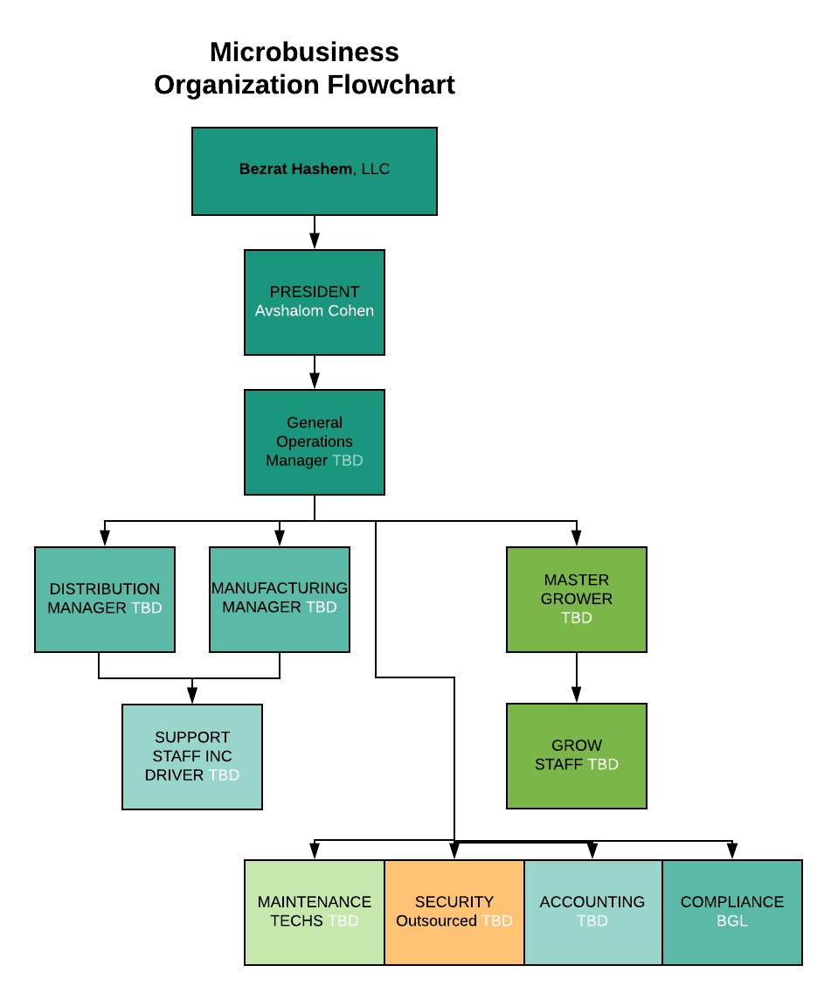 Microbusiness
Organization Flowchart
Bezrat Hashem, LLC
PRESIDENT
Avshalom Cohen
General
Operations
Manager TBD
DISTRIBUTION
MANAGER TBD
MANUFACTURING
MANAGER TBD
MASTER
GROWER
TBD
SUPPORT
STAFF INC
DRIVER TBD
GROW
STAFF TBD
MAINTENANCE
TECHS TBD
SECURITY
Outsourced TBD
ACCOUNTING
TBD
COMPLIANCE
BGL